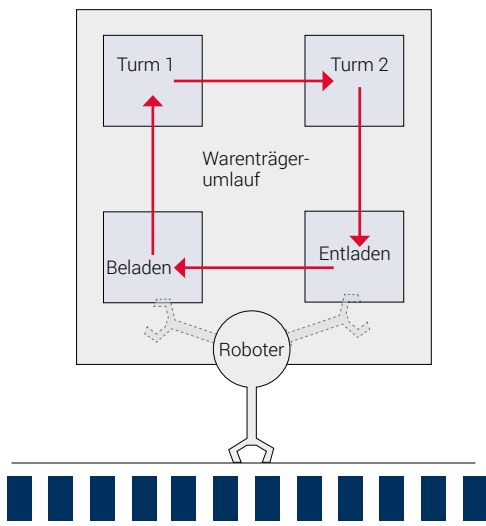 Turm 1
Turm 2
Warenträger-
umlauf
Beladen
Entladen
Roboter